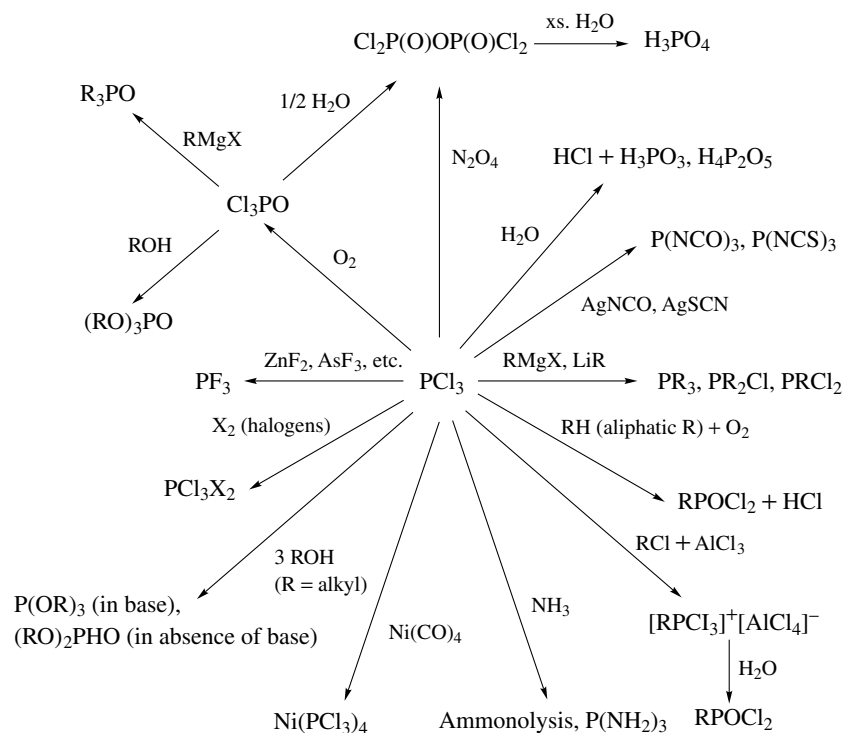 Cl₂P(O)OP(O)Cl₂ xs. H₂O H₃PO₄
R₃PO
1/2 H₂O
RMgX
N₂O₄
HCl + H₃PO₃, H₄P₂O₅
Cl₃PO
H₂O
P(NCO)₃, P(NCS)₃
ROH
O₂
AgNCO, AgSCN
(RO)₃PO
ZnF₂, AsF₃, etc.
RMgX, LiR
PF₃ PCl₃ PR₃, PR₂Cl, PRCl₂
X₂ (halogens)
RH (aliphatic R) + O₂
PCl₃X₂
RPOCl₂ + HCl
RCl + AlCl₃
3 ROH
(R = alkyl)
P(OR)₃ (in base),
(RO)₂PHO (in absence of base)
Ni(CO)₄
NH₃
[RPCI₃]⁺[AlCl₄]⁻
H₂O
Ni(PCl₃)₄
Ammonolysis, P(NH₂)₃
RPOCl₂